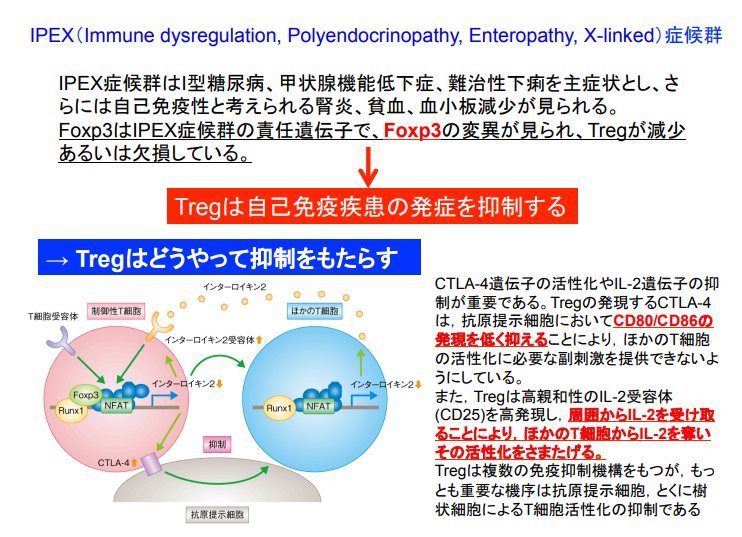 IPEX(Immune dysregulation, Polyendocrinopathy, Enteropathy, X-linked)症候群
IPEX症候群はI型糖尿病、甲状腺機能低下症、難治性下痢を主症状とし、さ
らには自己免疫性と考えられる腎炎、貧血、血小板減少が見られる。
Foxp3はIPEX症候群の責任遺伝子で、Foxp3の変異が見られ、Tregが減少
あるいは欠損している。
Tregは自己免疫疾患の発症を抑制する
→ Tregはどうやって抑制をもたらす
インターロイキン2
T細胞受容体
制御性T細胞
ほかのT細胞
インターロイキン2受容体⬆
インターロイキン2⬇
インターロイキン2⬇
Foxp3
Runx1
NFAT
Runx1
NFAT
抑制
CTLA-4⬆
抗原提示細胞
CTLA-4遺伝子の活性化やIL-2遺伝子の抑
制が重要である。Tregの発現するCTLA-4
は，抗原提示細胞においてCD80/CD86の
発現を低く抑えることにより，ほかのT細胞
の活性化に必要な副刺激を提供できないよ
うにしている。
また，Tregは高親和性のIL-2受容体
(CD25)を高発現し，周囲からIL-2を受け取
ることにより，ほかのT細胞からIL-2を奪い
その活性化をさまたげる。
Tregは複数の免疫抑制機構をもつが，もっ
とも重要な機序は抗原提示細胞，とくに樹
状細胞によるT細胞活性化の抑制である